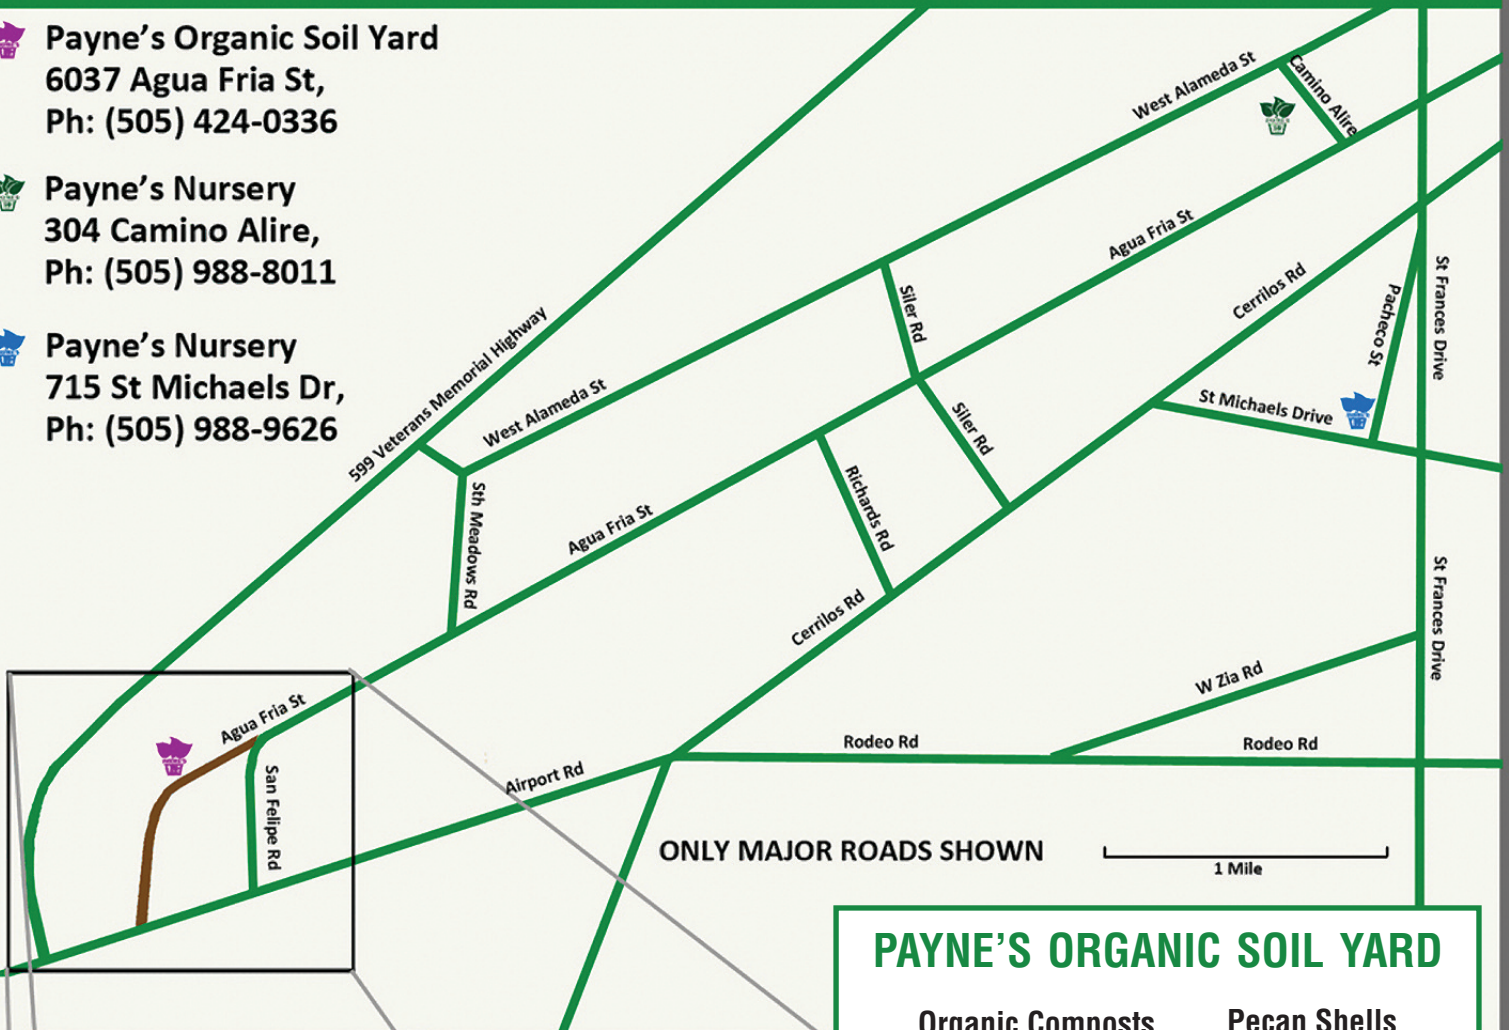 Payne's Organic Soil Yard
6037 Agua Fria St,
Ph: (505) 424-0336
Payne's Nursery
304 Camino Alire,
Ph: (505) 988-8011
Payne's Nursery
715 St Michaels Dr,
Ph: (505) 988-9626
West Alameda St
Camino Alire
Agua Fria St
Cerrilos Rd
St Frances Drive
Pacheco St
Siler Rd
599 Veterans Memorial Highway
West Alameda St
Siler Rd
St Michaels Drive
Sth Meadows Rd
Agua Fria St
Richards Rd
Cerrilos Rd
St Frances Drive
W Zia Rd
Agua Fria St
San Felipe Rd
Airport Rd
Rodeo Rd
Rodeo Rd
ONLY MAJOR ROADS SHOWN
1 Mile
PAYNE'S ORGANIC SOIL YARD
Organic Composts
Pecan Shells